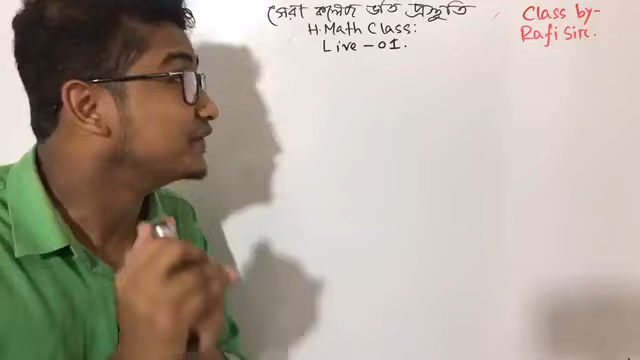 সেরা কলেজ ভর্তি প্রস্তুতি
H.Math Class:
Live-01.
Class by-
Rafi Sir.